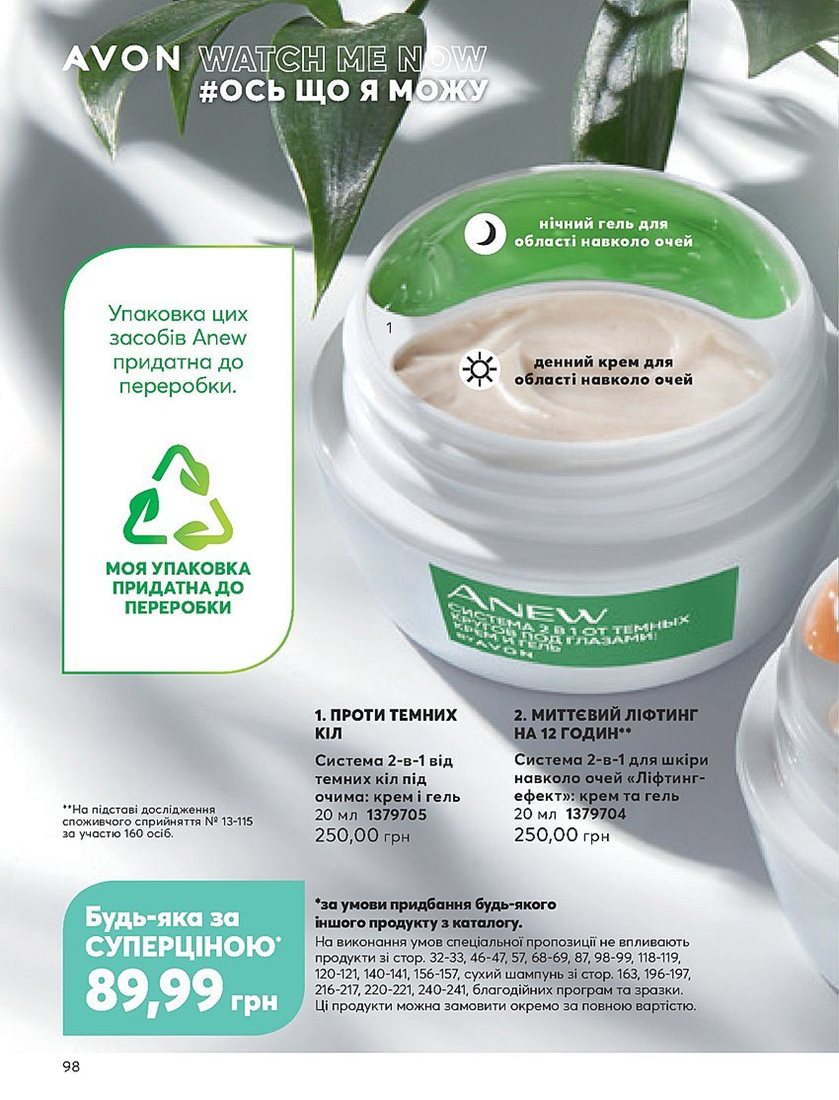 AVON WATCH ME NOW
#ОСЬ ЩО Я МОЖУ
нічний гель для
області навколо очей
1
денний крем для
області навколо очей
Упаковка цих
засобів Anew
придатна до
переробки.
МОЯ УПАКОВКА
ПРИДАТНА ДО
ПЕРЕРОБКИ
ANEW
СИСТЕМА 2 В 1 ОТ ТЕМНЫХ
КРУГОВ ПОД ГЛАЗАМИ:
КРЕМ И ГЕЛЬ
BY AVON
1. ПРОТИ ТЕМНИХ
КІЛ
Система 2-в-1 від
темних кіл під
очима: крем і гель
20 мл 1379705
250,00 грн
2. МИТТЄВИЙ ЛІФТИНГ
НА 12 ГОДИН**
Система 2-в-1 для шкіри
навколо очей «Ліфтинг-
ефект»: крем та гель
20 мл 1379704
250,00 грн
**На підставі дослідження
споживчого сприйняття № 13-115
за участю 160 осіб.
Будь-яка за
СУПЕРЦІНОЮ*
89,99 грн
*за умови придбання будь-якого
іншого продукту з каталогу.
На виконання умов спеціальної пропозиції не впливають
продукти зі стор. 32-33, 46-47, 57, 68-69, 87, 98-99, 118-119,
120-121, 140-141, 156-157, сухий шампунь зі стор. 163, 196-197,
216-217, 220-221, 240-241, благодійних програм та зразки.
Ці продукти можна замовити окремо за повною вартістю.
98